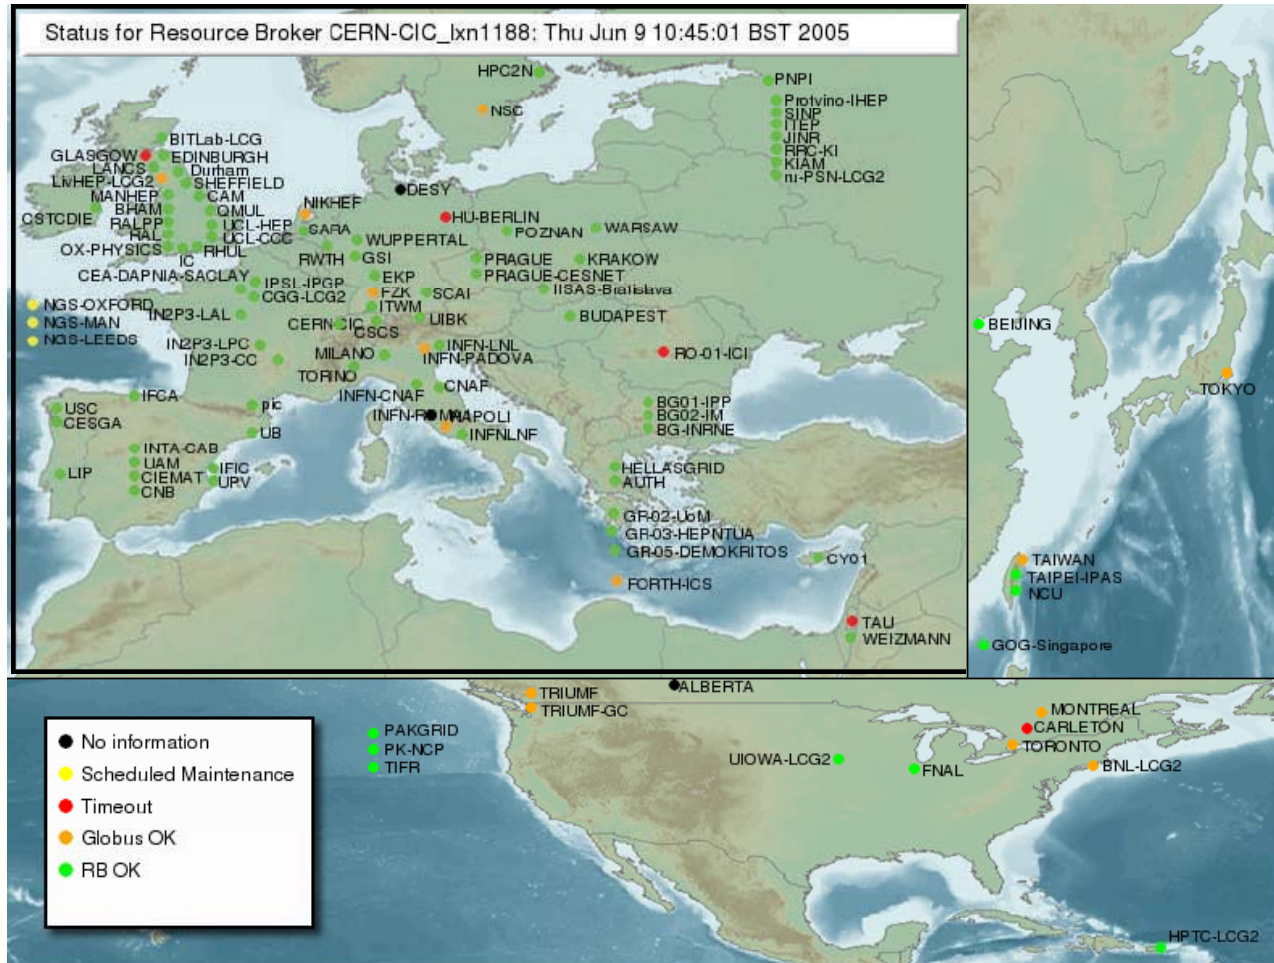 Status for Resource Broker CERN-CIC_lxn1188: Thu Jun 9 10:45:01 BST 2005
HPC2N
NSC
PNPI
Protvino-IHEP
SINP
ITEP
JINR
RRC-KI
KIAM
ru-PSN-LCG2
BITLab-LCG
GLASGOW
EDINBURGH
LANCS
Durham
LivHEP-LCG2
SHEFFIELD
MANHEP
CAM
CSTCDIE
BHAM
QMUL
RALPP
UCL-HEP
RAL
UCL-CCC
OX-PHYSICS
RHUL
IC
DESY
NIKHEF
HU-BERLIN
SARA
POZNAN
WARSAW
WUPPERTAL
RWTH
GSI
PRAGUE
KRAKOW
CEA-DAPNIA-SACLAY
IPSL-IPGP
EKP
PRAGUE-CESNET
CGG-LCG2
FZK
SCAI
IISAS-Bratislava
NGS-OXFORD
NGS-MAN
NGS-LEEDS
IN2P3-LAL
ITWM
CERN-CIC
UIBK
BUDAPEST
CSCS
IN2P3-LPC
INFN-LNL
IN2P3-CC
MILANO
INFN-PADOVA
RO-01-ICI
TORINO
IFCA
INFN-CNAF
CNAF
USC
pic
CESGA
UB
INFN-ROMA1
NAPOLI
INFNLNF
BG01-IPP
BG02-IM
BG-INRNE
INTA-CAB
UAM
IFIC
LIP
CIEMAT
UPV
CNB
HELLASGRID
AUTH
GR-02-UoM
GR-03-HEPNTUA
GR-05-DEMOKRITOS
CY01
FORTH-ICS
TAU
WEIZMANN
BEIJING
TOKYO
TAIWAN
TAIPEI-IPAS
NCU
GOG-Singapore
TRIUMF
TRIUMF-GC
ALBERTA
MONTREAL
CARLETON
TORONTO
BNL-LCG2
UIOWA-LCG2
FNAL
PAKGRID
PK-NCP
TIFR
HPTC-LCG2
No information
Scheduled Maintenance
Timeout
Globus OK
RB OK